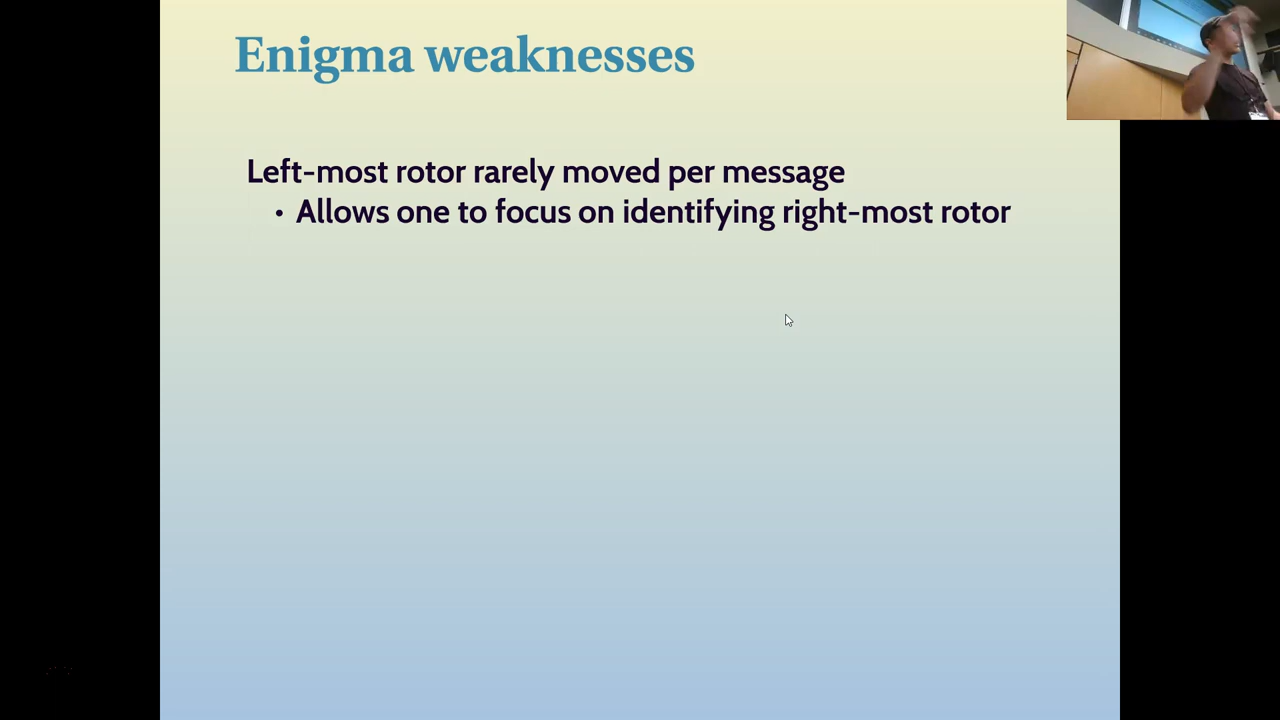 Enigma weaknesses
Left-most rotor rarely moved per message
• Allows one to focus on identifying right-most rotor